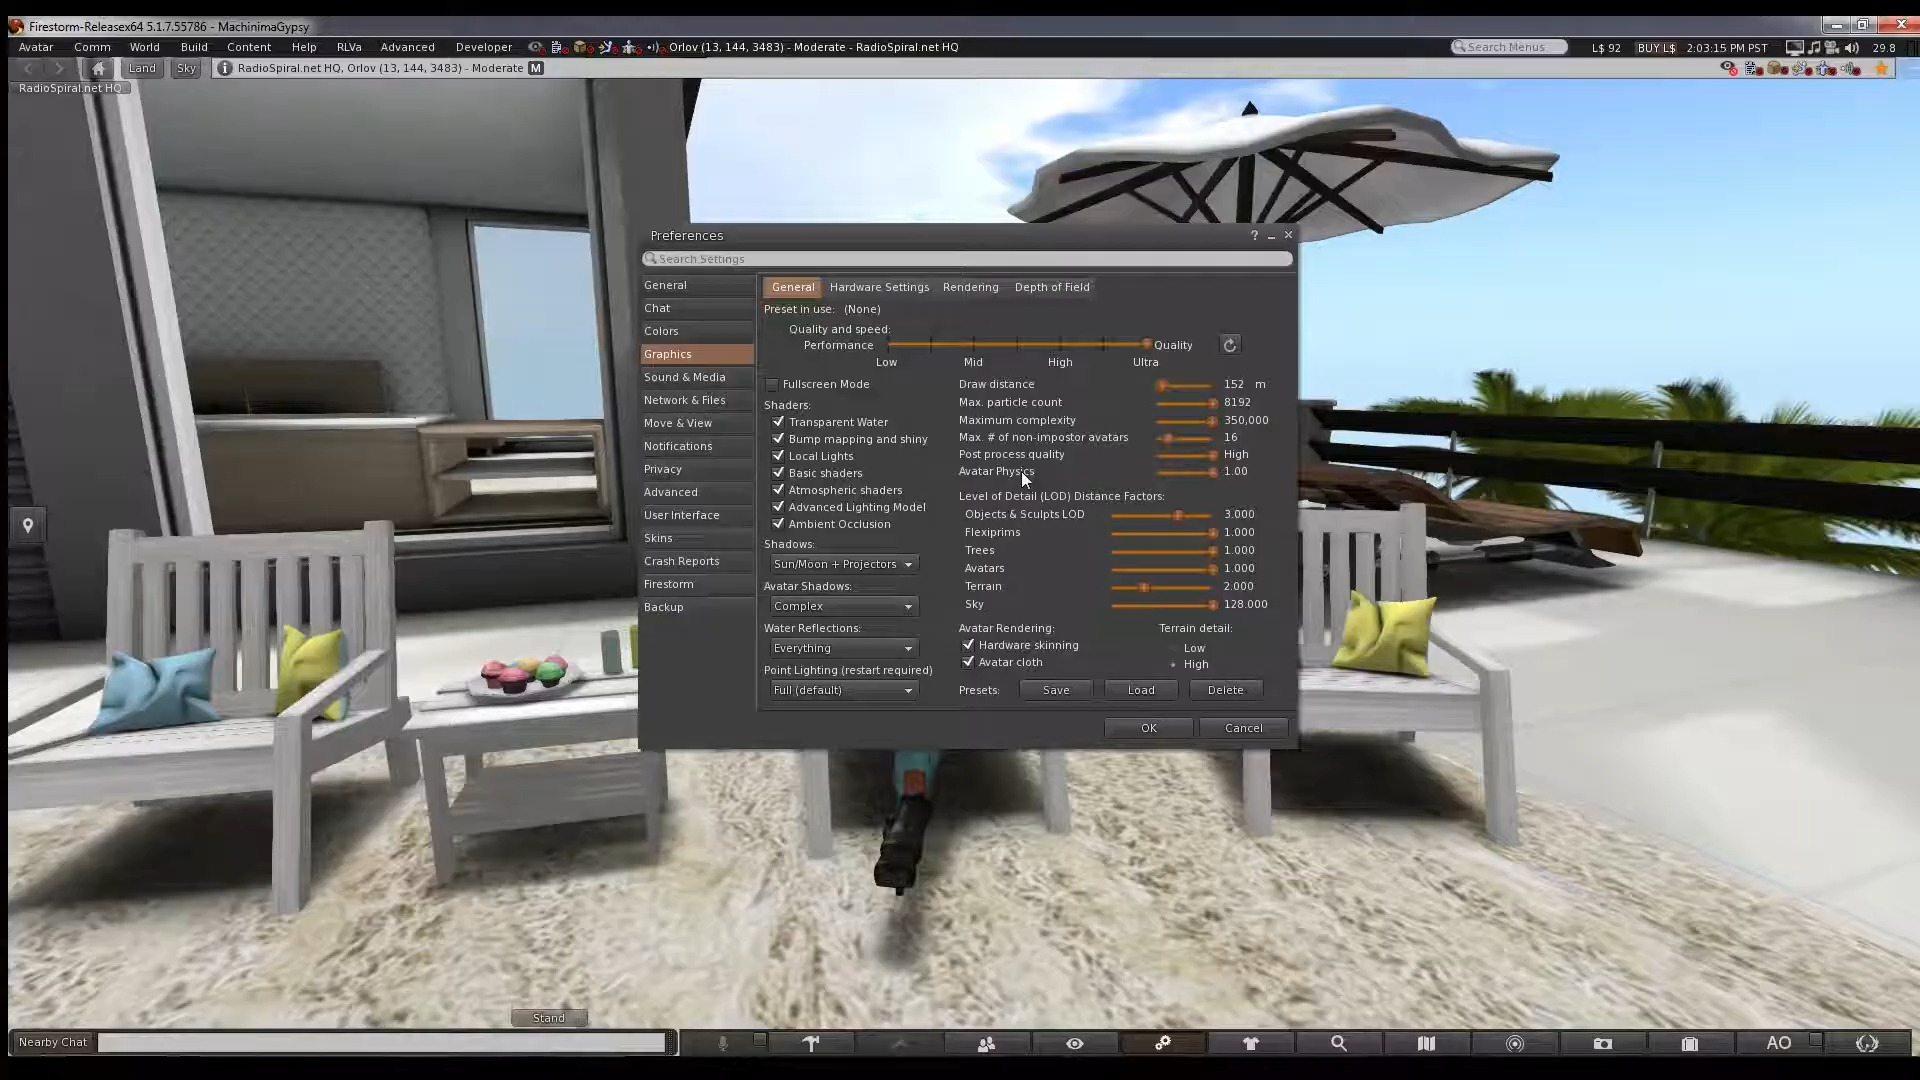 Firestorm-Releasex64 5.1.7.55786 - MachinimaGypsy
Avatar Comm World Build Content Help RLVa Advanced Developer Orlov (13, 144, 3483) - Moderate - RadioSpiral.net HQ Search Menus L$ 92 BUY L$ 2:03:15 PM PST 29.8
Land Sky RadioSpiral.net HQ, Orlov (13, 144, 3483) - Moderate M
RadioSpiral.net HQ
Preferences ?
Search Settings
General
Chat
Colors
Graphics
Sound & Media
Network & Files
Move & View
Notifications
Privacy
Advanced
User Interface
Skins
Crash Reports
Firestorm
Backup
General Hardware Settings Rendering Depth of Field
Preset in use: (None)
Quality and speed:
Performance Quality
Low Mid High Ultra
Fullscreen Mode
Shaders:
Transparent Water
Bump mapping and shiny
Local Lights
Basic shaders
Atmospheric shaders
Advanced Lighting Model
Ambient Occlusion
Shadows:
Sun/Moon + Projectors
Avatar Shadows:
Complex
Water Reflections:
Everything
Point Lighting (restart required)
Full (default)
Draw distance 152 m
Max. particle count 8192
Maximum complexity 350,000
Max. # of non-impostor avatars 16
Post process quality High
Avatar Physics 1.00
Level of Detail (LOD) Distance Factors:
Objects & Sculpts LOD 3.000
Flexiprims 1.000
Trees 1.000
Avatars 1.000
Terrain 2.000
Sky 128.000
Avatar Rendering:
Hardware skinning
Avatar cloth
Terrain detail:
Low
High
Presets: Save Load Delete
OK Cancel
Stand
Nearby Chat AO